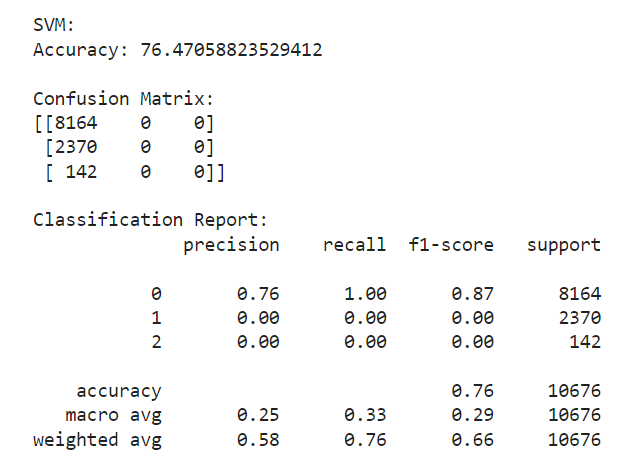 SVM:
Accuracy: 76.47058823529412
Confusion Matrix:
[[8164    0    0]
 [2370    0    0]
 [ 142    0    0]]
Classification Report:
              precision    recall  f1-score   support
           0       0.76      1.00      0.87      8164
           1       0.00      0.00      0.00      2370
           2       0.00      0.00      0.00       142
    accuracy                           0.76     10676
   macro avg       0.25      0.33      0.29     10676
weighted avg       0.58      0.76      0.66     10676